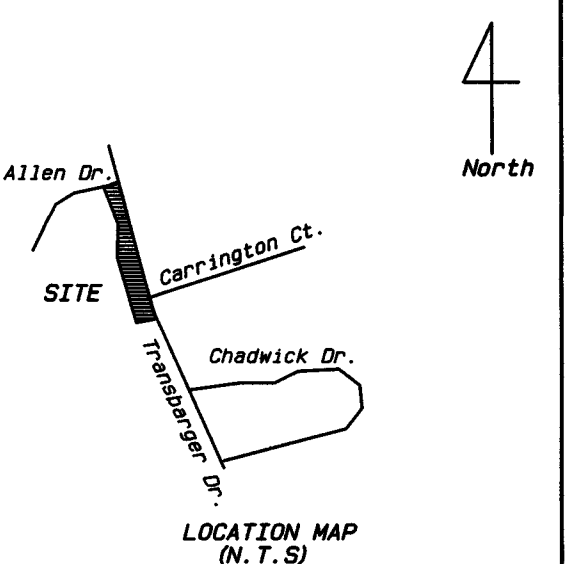 Allen Dr.
North
Carrington Ct.
SITE
Chadwick Dr.
Transbarger Dr.
LOCATION MAP
(N.T.S)